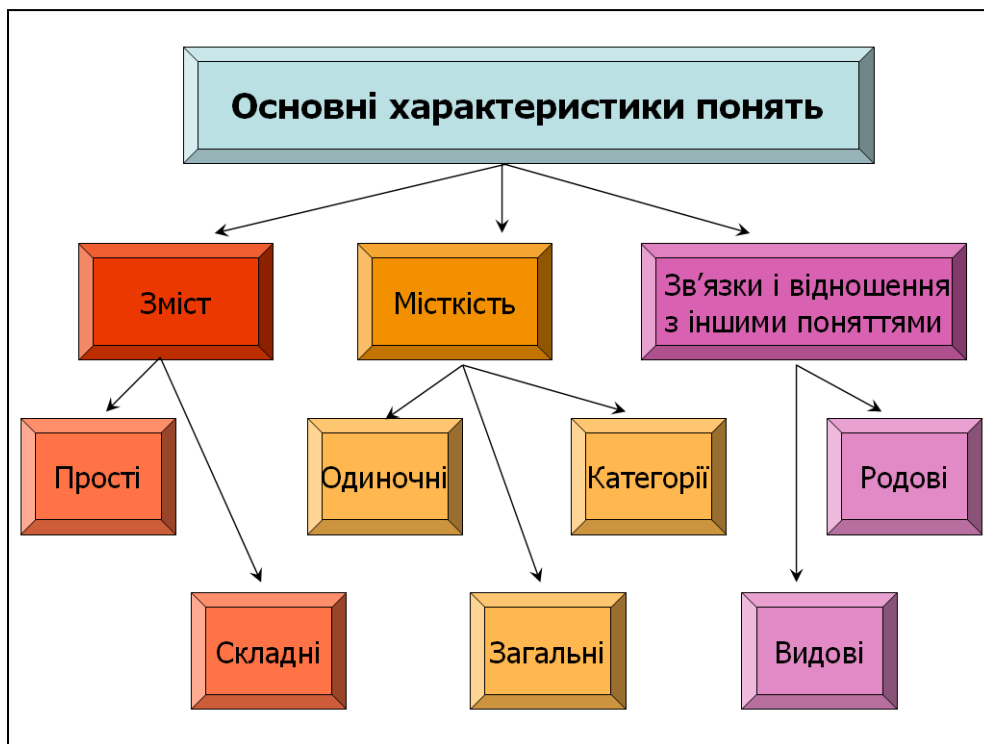 Основні характеристики понять
Зміст
Місткість
Зв’язки і відношення
з іншими поняттями
Прості
Одиночні
Категорії
Родові
Складні
Загальні
Видові